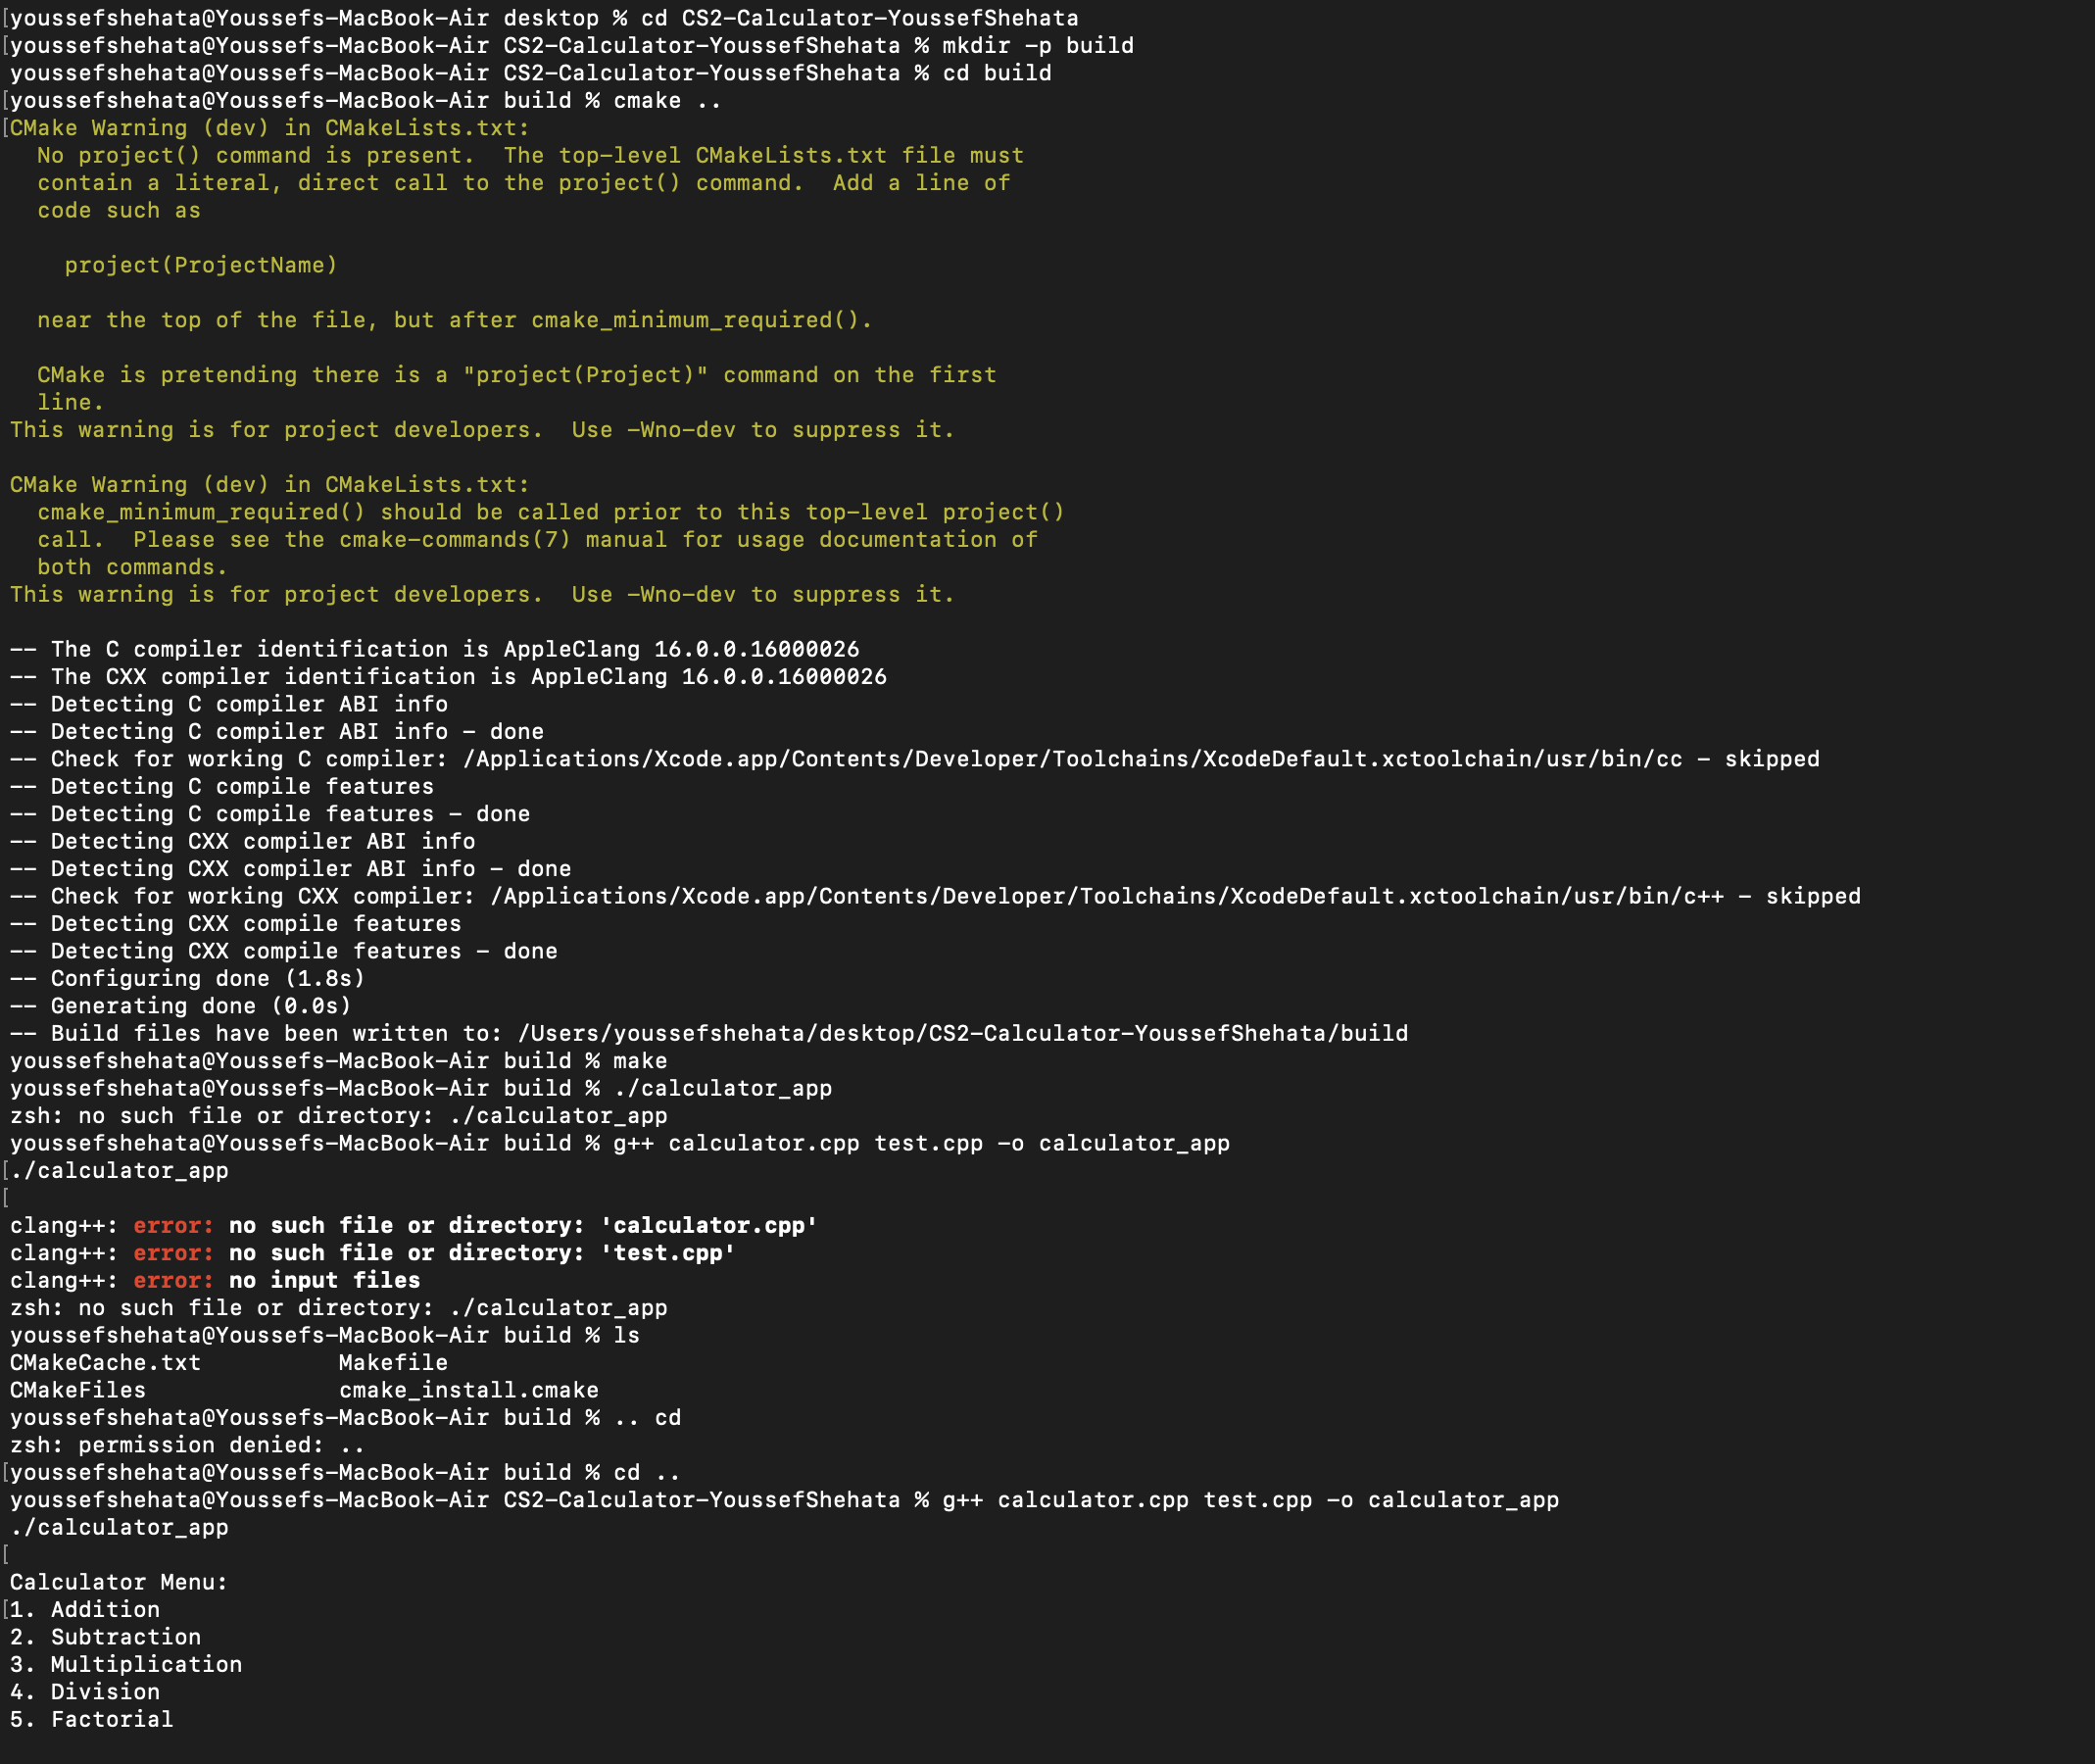 [youssefshehata@Youssefs-MacBook-Air desktop % cd CS2-Calculator-YoussefShehata
[youssefshehata@Youssefs-MacBook-Air CS2-Calculator-YoussefShehata % mkdir -p build
youssefshehata@Youssefs-MacBook-Air CS2-Calculator-YoussefShehata % cd build
[youssefshehata@Youssefs-MacBook-Air build % cmake ..
[CMake Warning (dev) in CMakeLists.txt:
  No project() command is present.  The top-level CMakeLists.txt file must
  contain a literal, direct call to the project() command.  Add a line of
  code such as

    project(ProjectName)

  near the top of the file, but after cmake_minimum_required().

  CMake is pretending there is a "project(Project)" command on the first
  line.
This warning is for project developers.  Use -Wno-dev to suppress it.

CMake Warning (dev) in CMakeLists.txt:
  cmake_minimum_required() should be called prior to this top-level project()
  call.  Please see the cmake-commands(7) manual for usage documentation of
  both commands.
This warning is for project developers.  Use -Wno-dev to suppress it.

-- The C compiler identification is AppleClang 16.0.0.16000026
-- The CXX compiler identification is AppleClang 16.0.0.16000026
-- Detecting C compiler ABI info
-- Detecting C compiler ABI info - done
-- Check for working C compiler: /Applications/Xcode.app/Contents/Developer/Toolchains/XcodeDefault.xctoolchain/usr/bin/cc - skipped
-- Detecting C compile features
-- Detecting C compile features - done
-- Detecting CXX compiler ABI info
-- Detecting CXX compiler ABI info - done
-- Check for working CXX compiler: /Applications/Xcode.app/Contents/Developer/Toolchains/XcodeDefault.xctoolchain/usr/bin/c++ - skipped
-- Detecting CXX compile features
-- Detecting CXX compile features - done
-- Configuring done (1.8s)
-- Generating done (0.0s)
-- Build files have been written to: /Users/youssefshehata/desktop/CS2-Calculator-YoussefShehata/build
youssefshehata@Youssefs-MacBook-Air build % make
youssefshehata@Youssefs-MacBook-Air build % ./calculator_app
zsh: no such file or directory: ./calculator_app
youssefshehata@Youssefs-MacBook-Air build % g++ calculator.cpp test.cpp -o calculator_app
[./calculator_app
[
clang++: error: no such file or directory: 'calculator.cpp'
clang++: error: no such file or directory: 'test.cpp'
clang++: error: no input files
zsh: no such file or directory: ./calculator_app
youssefshehata@Youssefs-MacBook-Air build % ls
CMakeCache.txt          Makefile
CMakeFiles              cmake_install.cmake
youssefshehata@Youssefs-MacBook-Air build % .. cd
zsh: permission denied: ..
[youssefshehata@Youssefs-MacBook-Air build % cd ..
youssefshehata@Youssefs-MacBook-Air CS2-Calculator-YoussefShehata % g++ calculator.cpp test.cpp -o calculator_app
./calculator_app
[
Calculator Menu:
[1. Addition
2. Subtraction
3. Multiplication
4. Division
5. Factorial